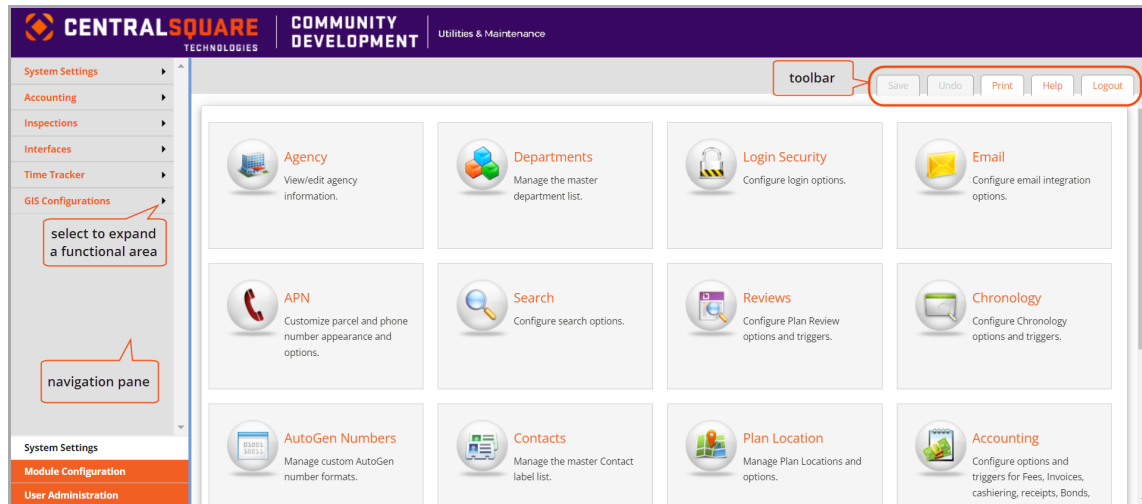 CENTRALSQUARE
TECHNOLOGIES
COMMUNITY
DEVELOPMENT
Utilities & Maintenance
System Settings
Accounting
Inspections
Interfaces
Time Tracker
GIS Configurations
select to expand
a functional area
navigation pane
System Settings
Module Configuration
User Administration
toolbar
Save
Undo
Print
Help
Logout
Agency
View/edit agency
information.
Departments
Manage the master
department list.
Login Security
Configure login options.
Email
Configure email integration
options.
APN
Customize parcel and phone
number appearance and
options.
Search
Configure search options.
Reviews
Configure Plan Review
options and triggers.
Chronology
Configure Chronology
options and triggers.
01001
10011
AutoGen Numbers
Manage custom AutoGen
number formats.
Contacts
Manage the master Contact
label list.
Plan Location
Manage Plan Locations and
options.
Accounting
Configure options and
triggers for Fees, Invoices,
cashiering, receipts, Bonds,